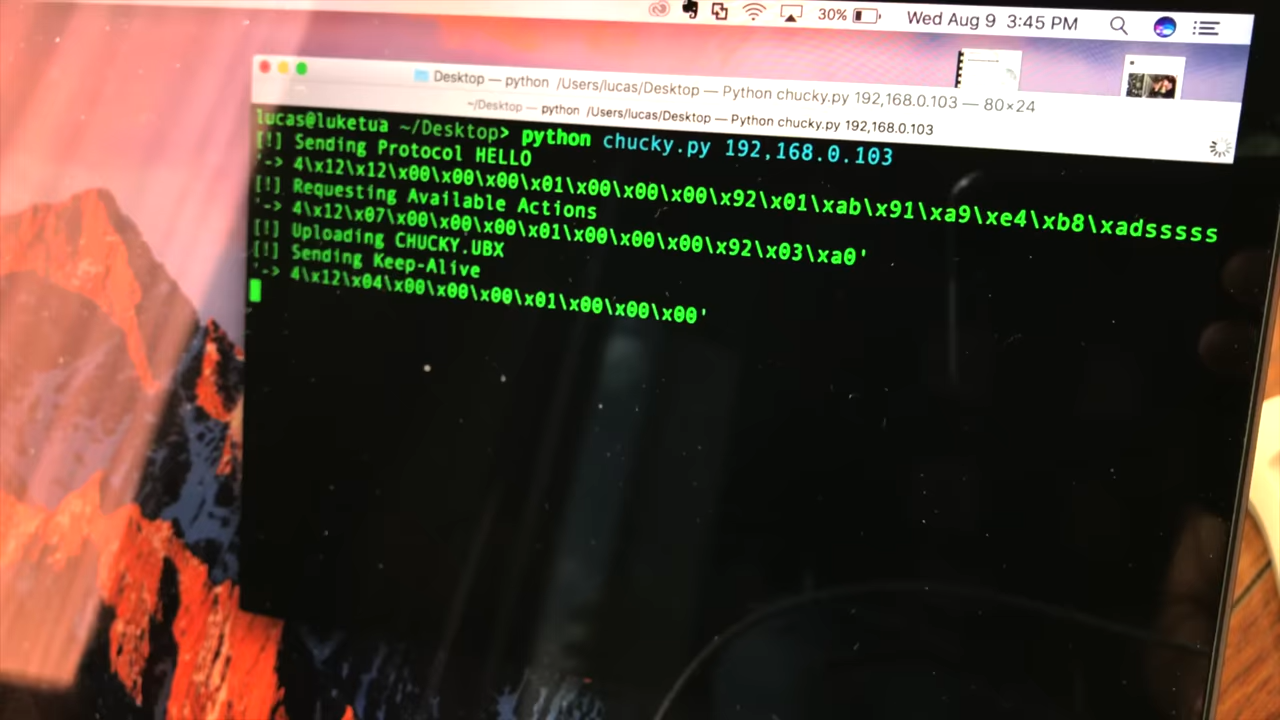 30%
Wed Aug 9 3:45 PM
Desktop — python /Users/lucas/Desktop — Python chucky.py 192,168.0.103 — 80×24
~/Desktop — python /Users/lucas/Desktop — Python chucky.py 192,168.0.103
lucas@luketua ~/Desktop> python chucky.py 192,168.0.103
[!] Sending Protocol HELLO
'-> 4\x12\x12\x00\x00\x00\x01\x00\x00\x00\x92\x01\xab\x91\xa9\xe4\xb8\xadsssss
[!] Requesting Available Actions
'-> 4\x12\x07\x00\x00\x00\x01\x00\x00\x00\x92\x03\xa0'
[!] Uploading CHUCKY.UBX
[!] Sending Keep-Alive
'-> 4\x12\x04\x00\x00\x00\x01\x00\x00\x00'